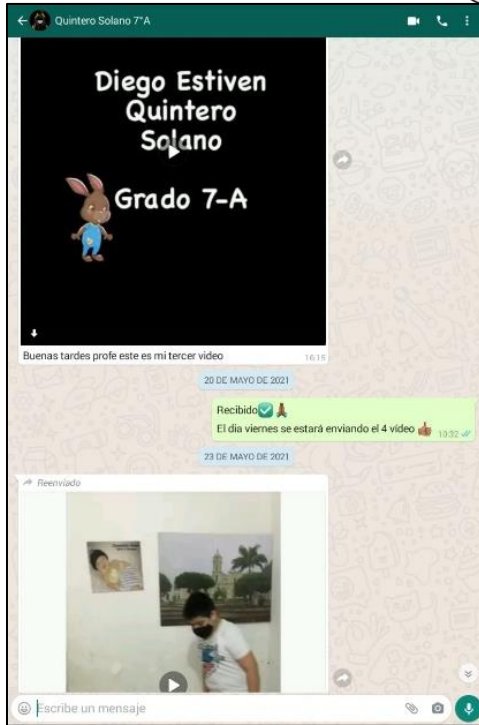 Quintero Solano 7°A
Diego Estiven
Quintero
Solano
Grado 7-A
Buenas tardes profe este es mi tercer video
16:15
20 DE MAYO DE 2021
Recibido✅🙏🏾
El dia viernes se estará enviando el 4 vídeo 👍🏾 10:32
23 DE MAYO DE 2021
Reenviado
Escribe un mensaje